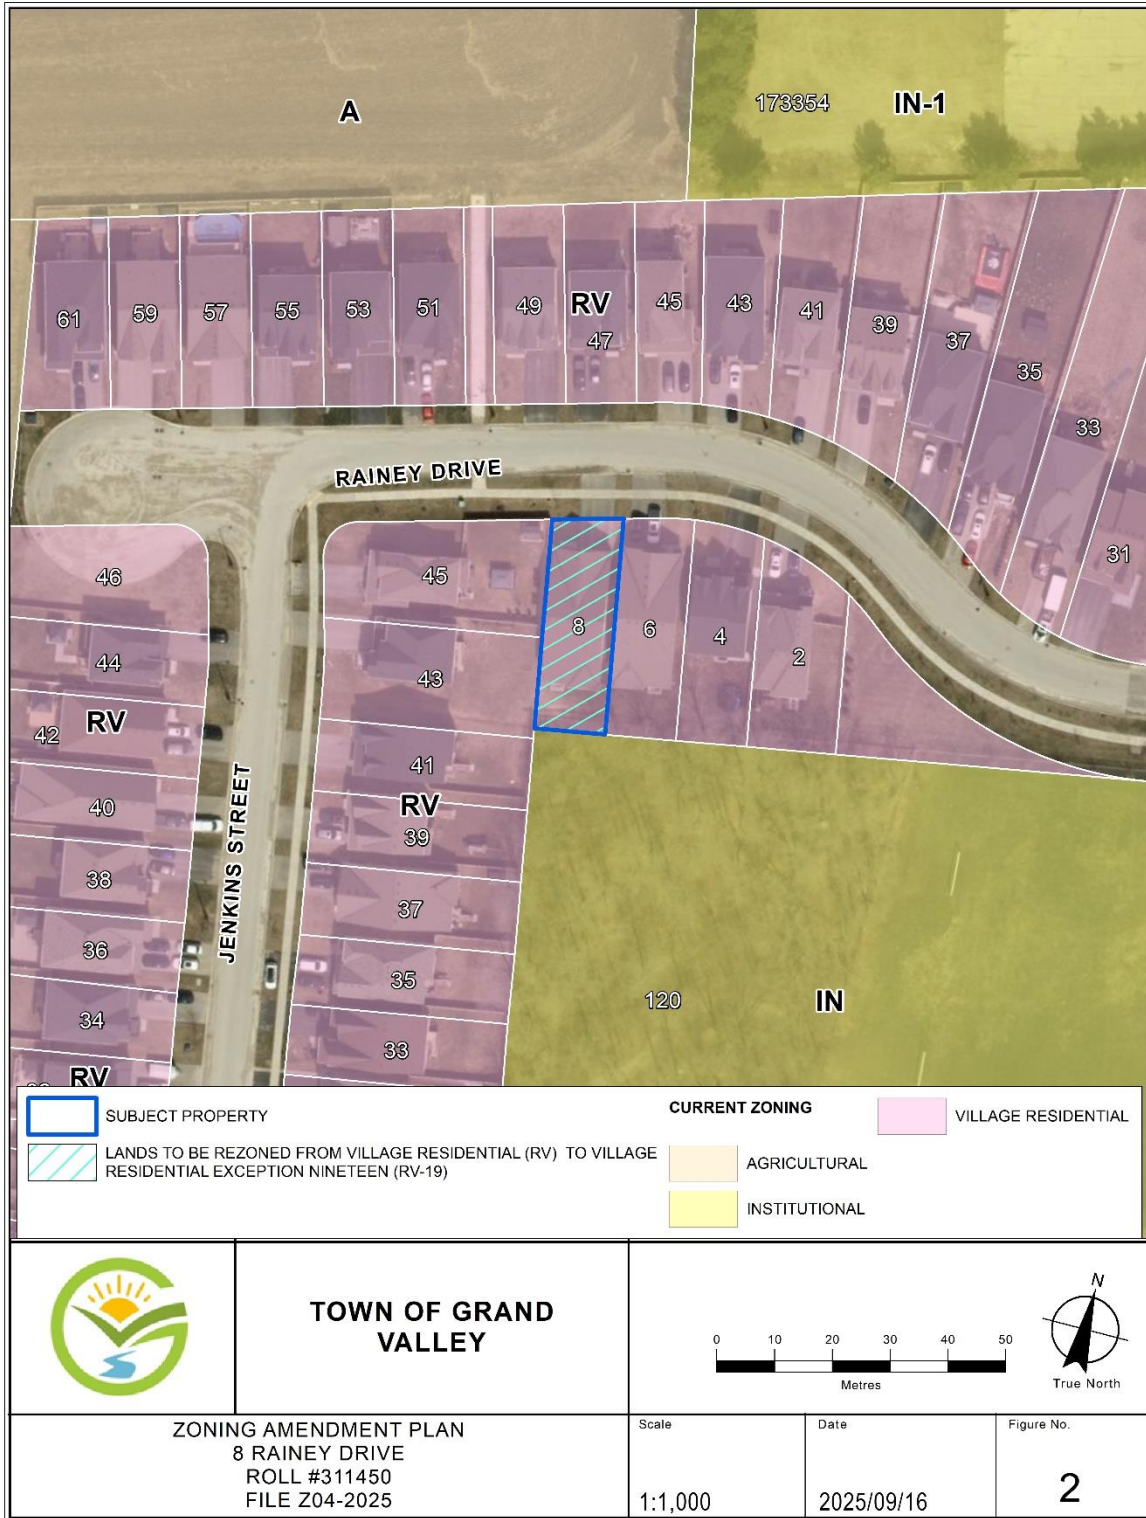 A
173354
IN-1
61
59
57
55
53
51
49
RV
47
45
43
41
39
37
35
33
31
RAINEY DRIVE
46
45
44
43
8
6
4
2
42
RV
41
40
RV
39
38
37
36
35
34
33
JENKINS STREET
120
IN
RV
SUBJECT PROPERTY
LANDS TO BE REZONED FROM VILLAGE RESIDENTIAL (RV) TO VILLAGE
RESIDENTIAL EXCEPTION NINETEEN (RV-19)
CURRENT ZONING
AGRICULTURAL
INSTITUTIONAL
VILLAGE RESIDENTIAL
TOWN OF GRAND
VALLEY
0 10 20 30 40 50
Metres
N
True North
ZONING AMENDMENT PLAN
8 RAINEY DRIVE
ROLL #311450
FILE Z04-2025
Scale
1:1,000
Date
2025/09/16
Figure No.
2